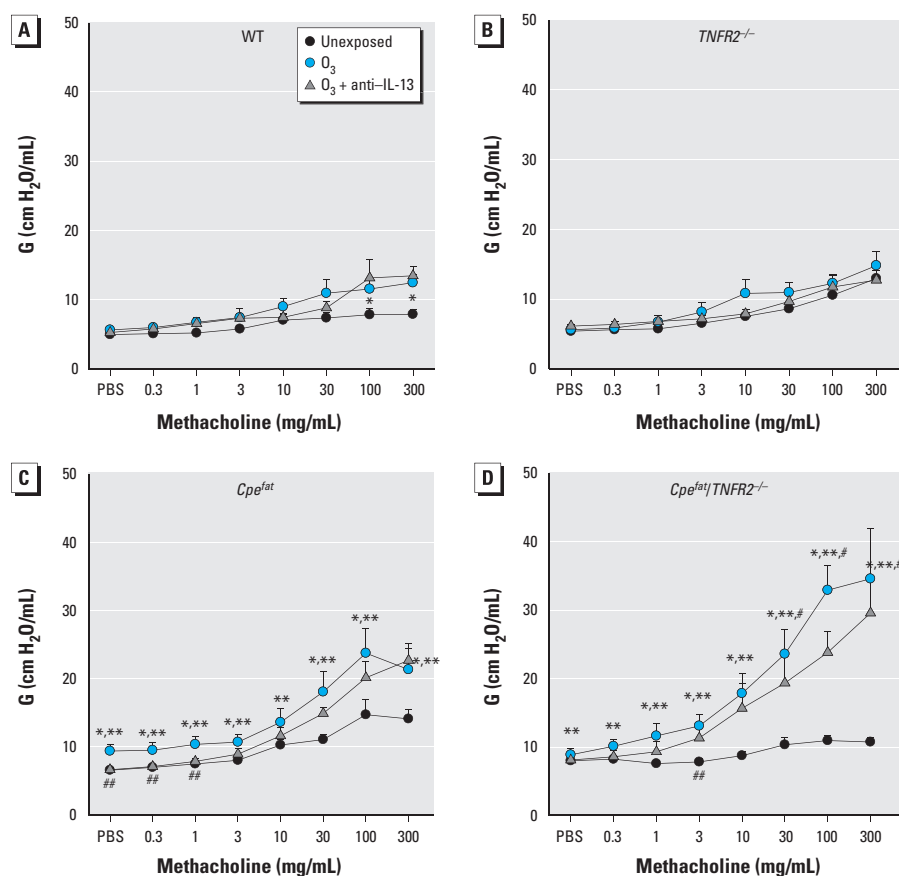 A
WT
Unexposed
O3
O3 + anti–IL-13
50
40
30
20
10
0
G (cm H2O/mL)
*
*
PBS 0.3 1 3 10 30 100 300
Methacholine (mg/mL)
B
TNFR2–/–
50
40
30
20
10
0
G (cm H2O/mL)
PBS 0.3 1 3 10 30 100 300
Methacholine (mg/mL)
C
Cpefat
50
40
30
20
10
0
G (cm H2O/mL)
*,** *,** *,** *,** ** *,** *,** *,**
## ## ##
PBS 0.3 1 3 10 30 100 300
Methacholine (mg/mL)
D
Cpefat/TNFR2–/–
50
40
30
20
10
0
G (cm H2O/mL)
** ** *,** *,** *,** *,**,# *,**,# *,**,#
##
PBS 0.3 1 3 10 30 100 300
Methacholine (mg/mL)